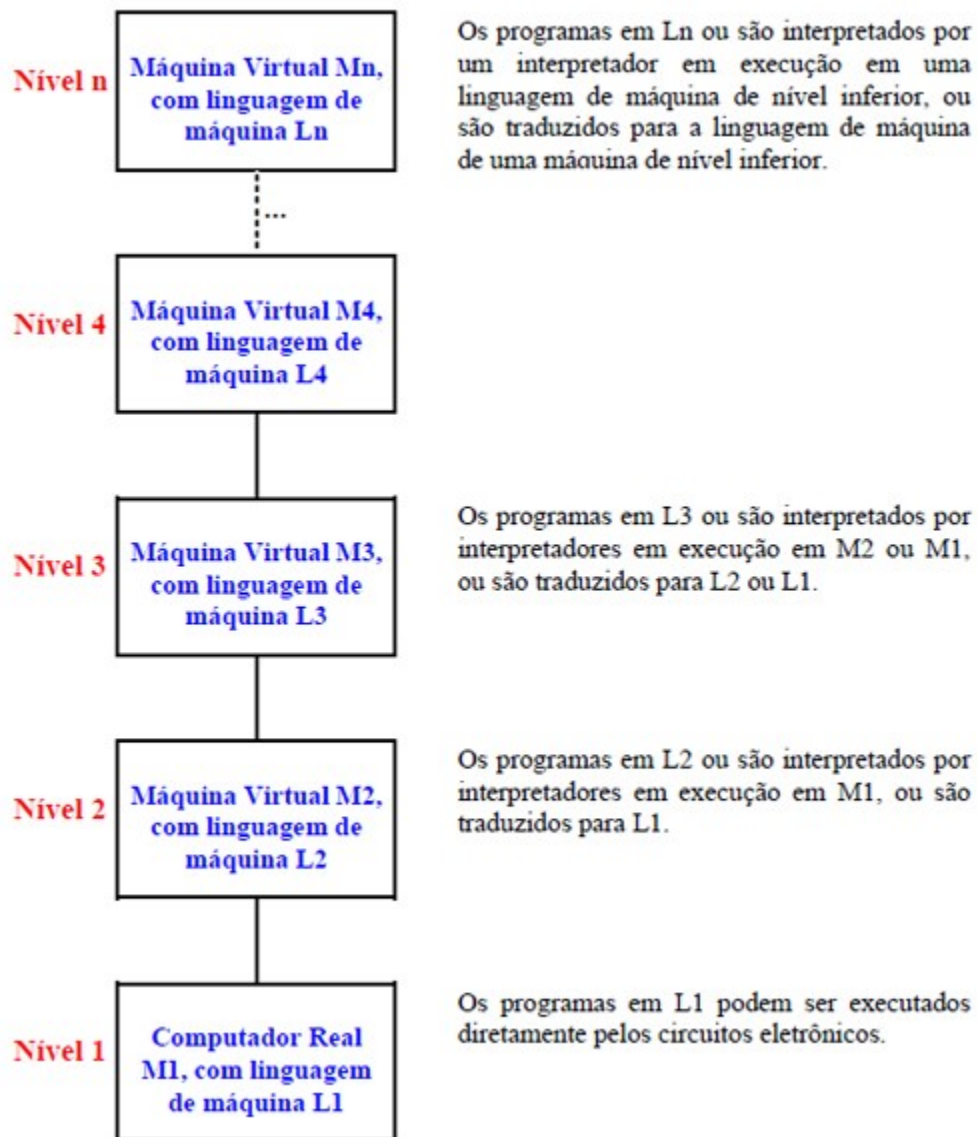 Nível n
Máquina Virtual Mn,
com linguagem de
máquina Ln
Os programas em Ln ou são interpretados por
um interpretador em execução em uma
linguagem de máquina de nível inferior, ou
são traduzidos para a linguagem de máquina
de uma máquina de nível inferior.
...
Nível 4
Máquina Virtual M4,
com linguagem de
máquina L4
Nível 3
Máquina Virtual M3,
com linguagem de
máquina L3
Os programas em L3 ou são interpretados por
interpretadores em execução em M2 ou M1,
ou são traduzidos para L2 ou L1.
Nível 2
Máquina Virtual M2,
com linguagem de
máquina L2
Os programas em L2 ou são interpretados por
interpretadores em execução em M1, ou são
traduzidos para L1.
Nível 1
Computador Real
M1, com linguagem
de máquina L1
Os programas em L1 podem ser executados
diretamente pelos circuitos eletrônicos.